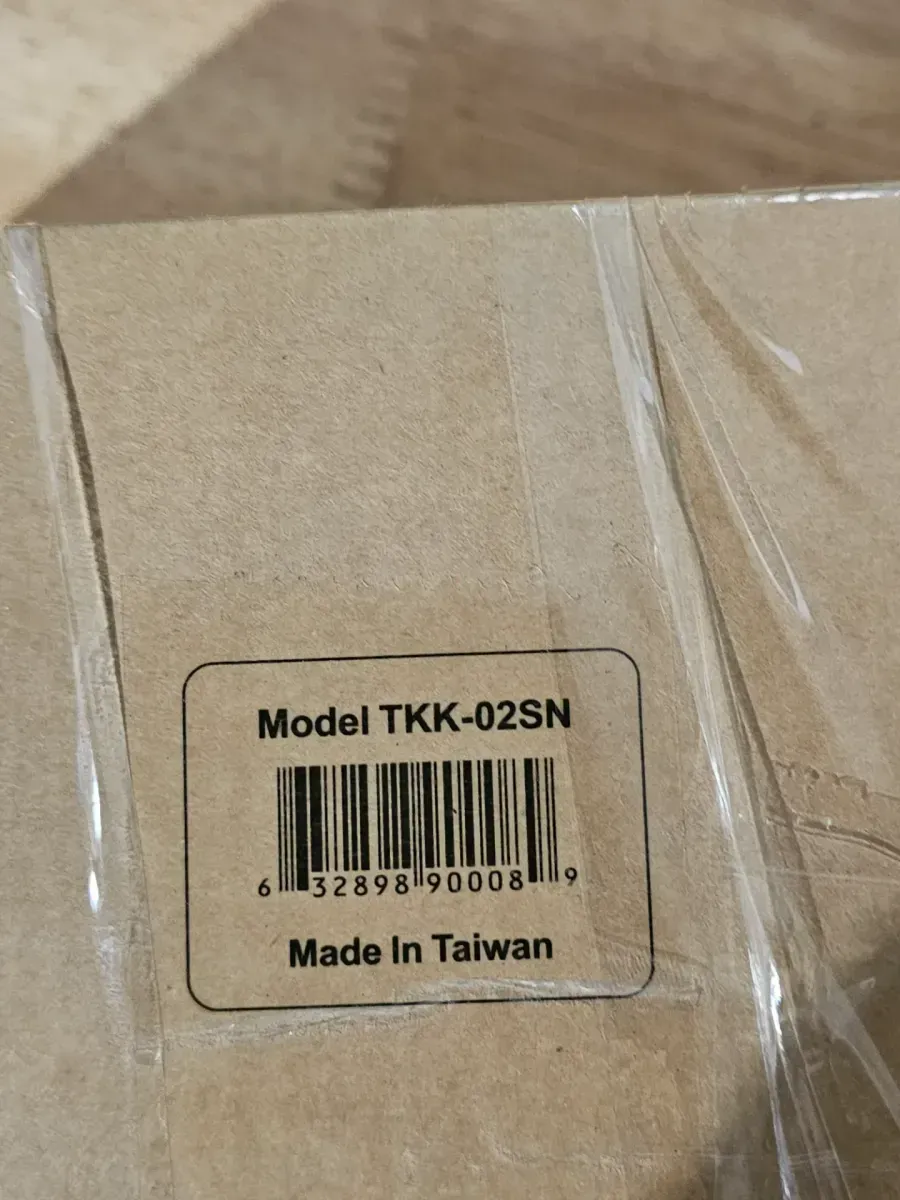 Model TKK-02SN
6 32898 90008 9
Made In Taiwan